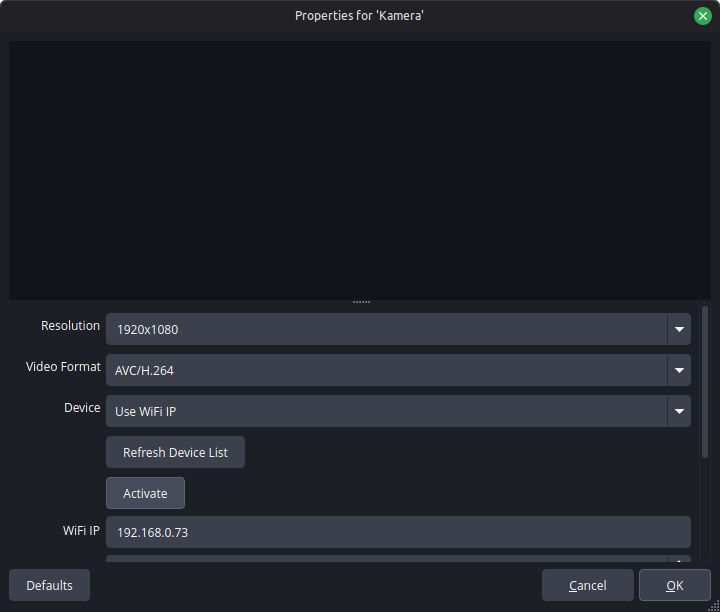 Properties for 'Kamera'
Resolution
1920x1080
Video Format
AVC/H.264
Device
Use WiFi IP
Refresh Device List
Activate
WiFi IP
192.168.0.73
Defaults
Cancel
OK